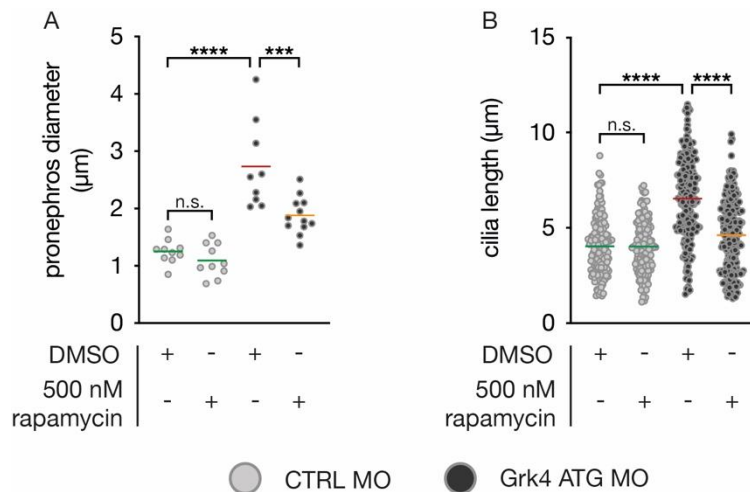 A
pronephros diameter
(μm)
5
4
3
2
1
0
****
***
n.s.
DMSO + - + -
500 nM
rapamycin - + - +
B
cilia length (μm)
15
10
5
0
****
****
n.s.
DMSO + - + -
500 nM
rapamycin - + - +
CTRL MO
Grk4 ATG MO